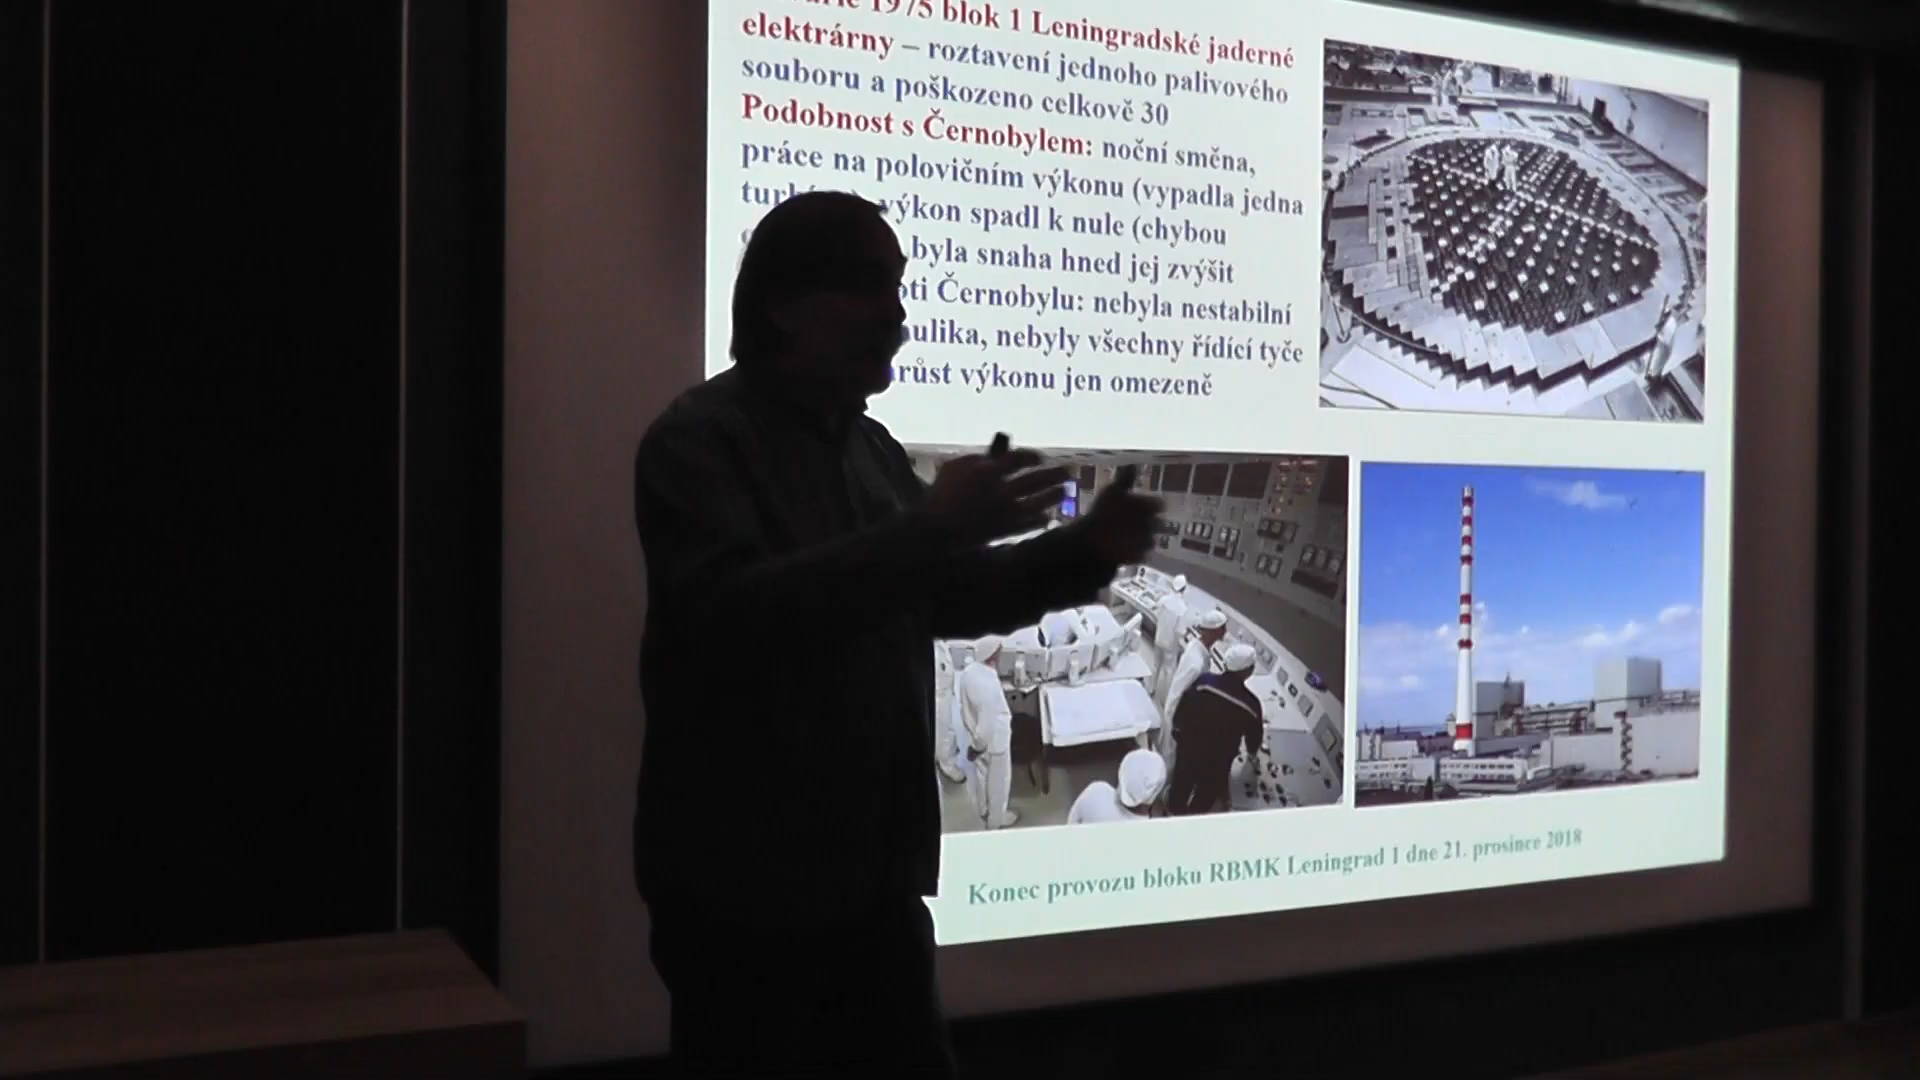 1975 blok 1 Leningradské jaderné
elektrárny – roztavení jednoho palivového
souboru a poškozeno celkově 30
Podobnost s Černobylem: noční směna,
práce na polovičním výkonu (vypadla jedna
výkon spadl k nule (chybou
byla snaha hned jej zvýšit
Černobylu: nebyla nestabilní
nebyly všechny řídící tyče
výkonu jen omezeně
Konec provozu bloku RBMK Leningrad 1 dne 21. prosince 2018